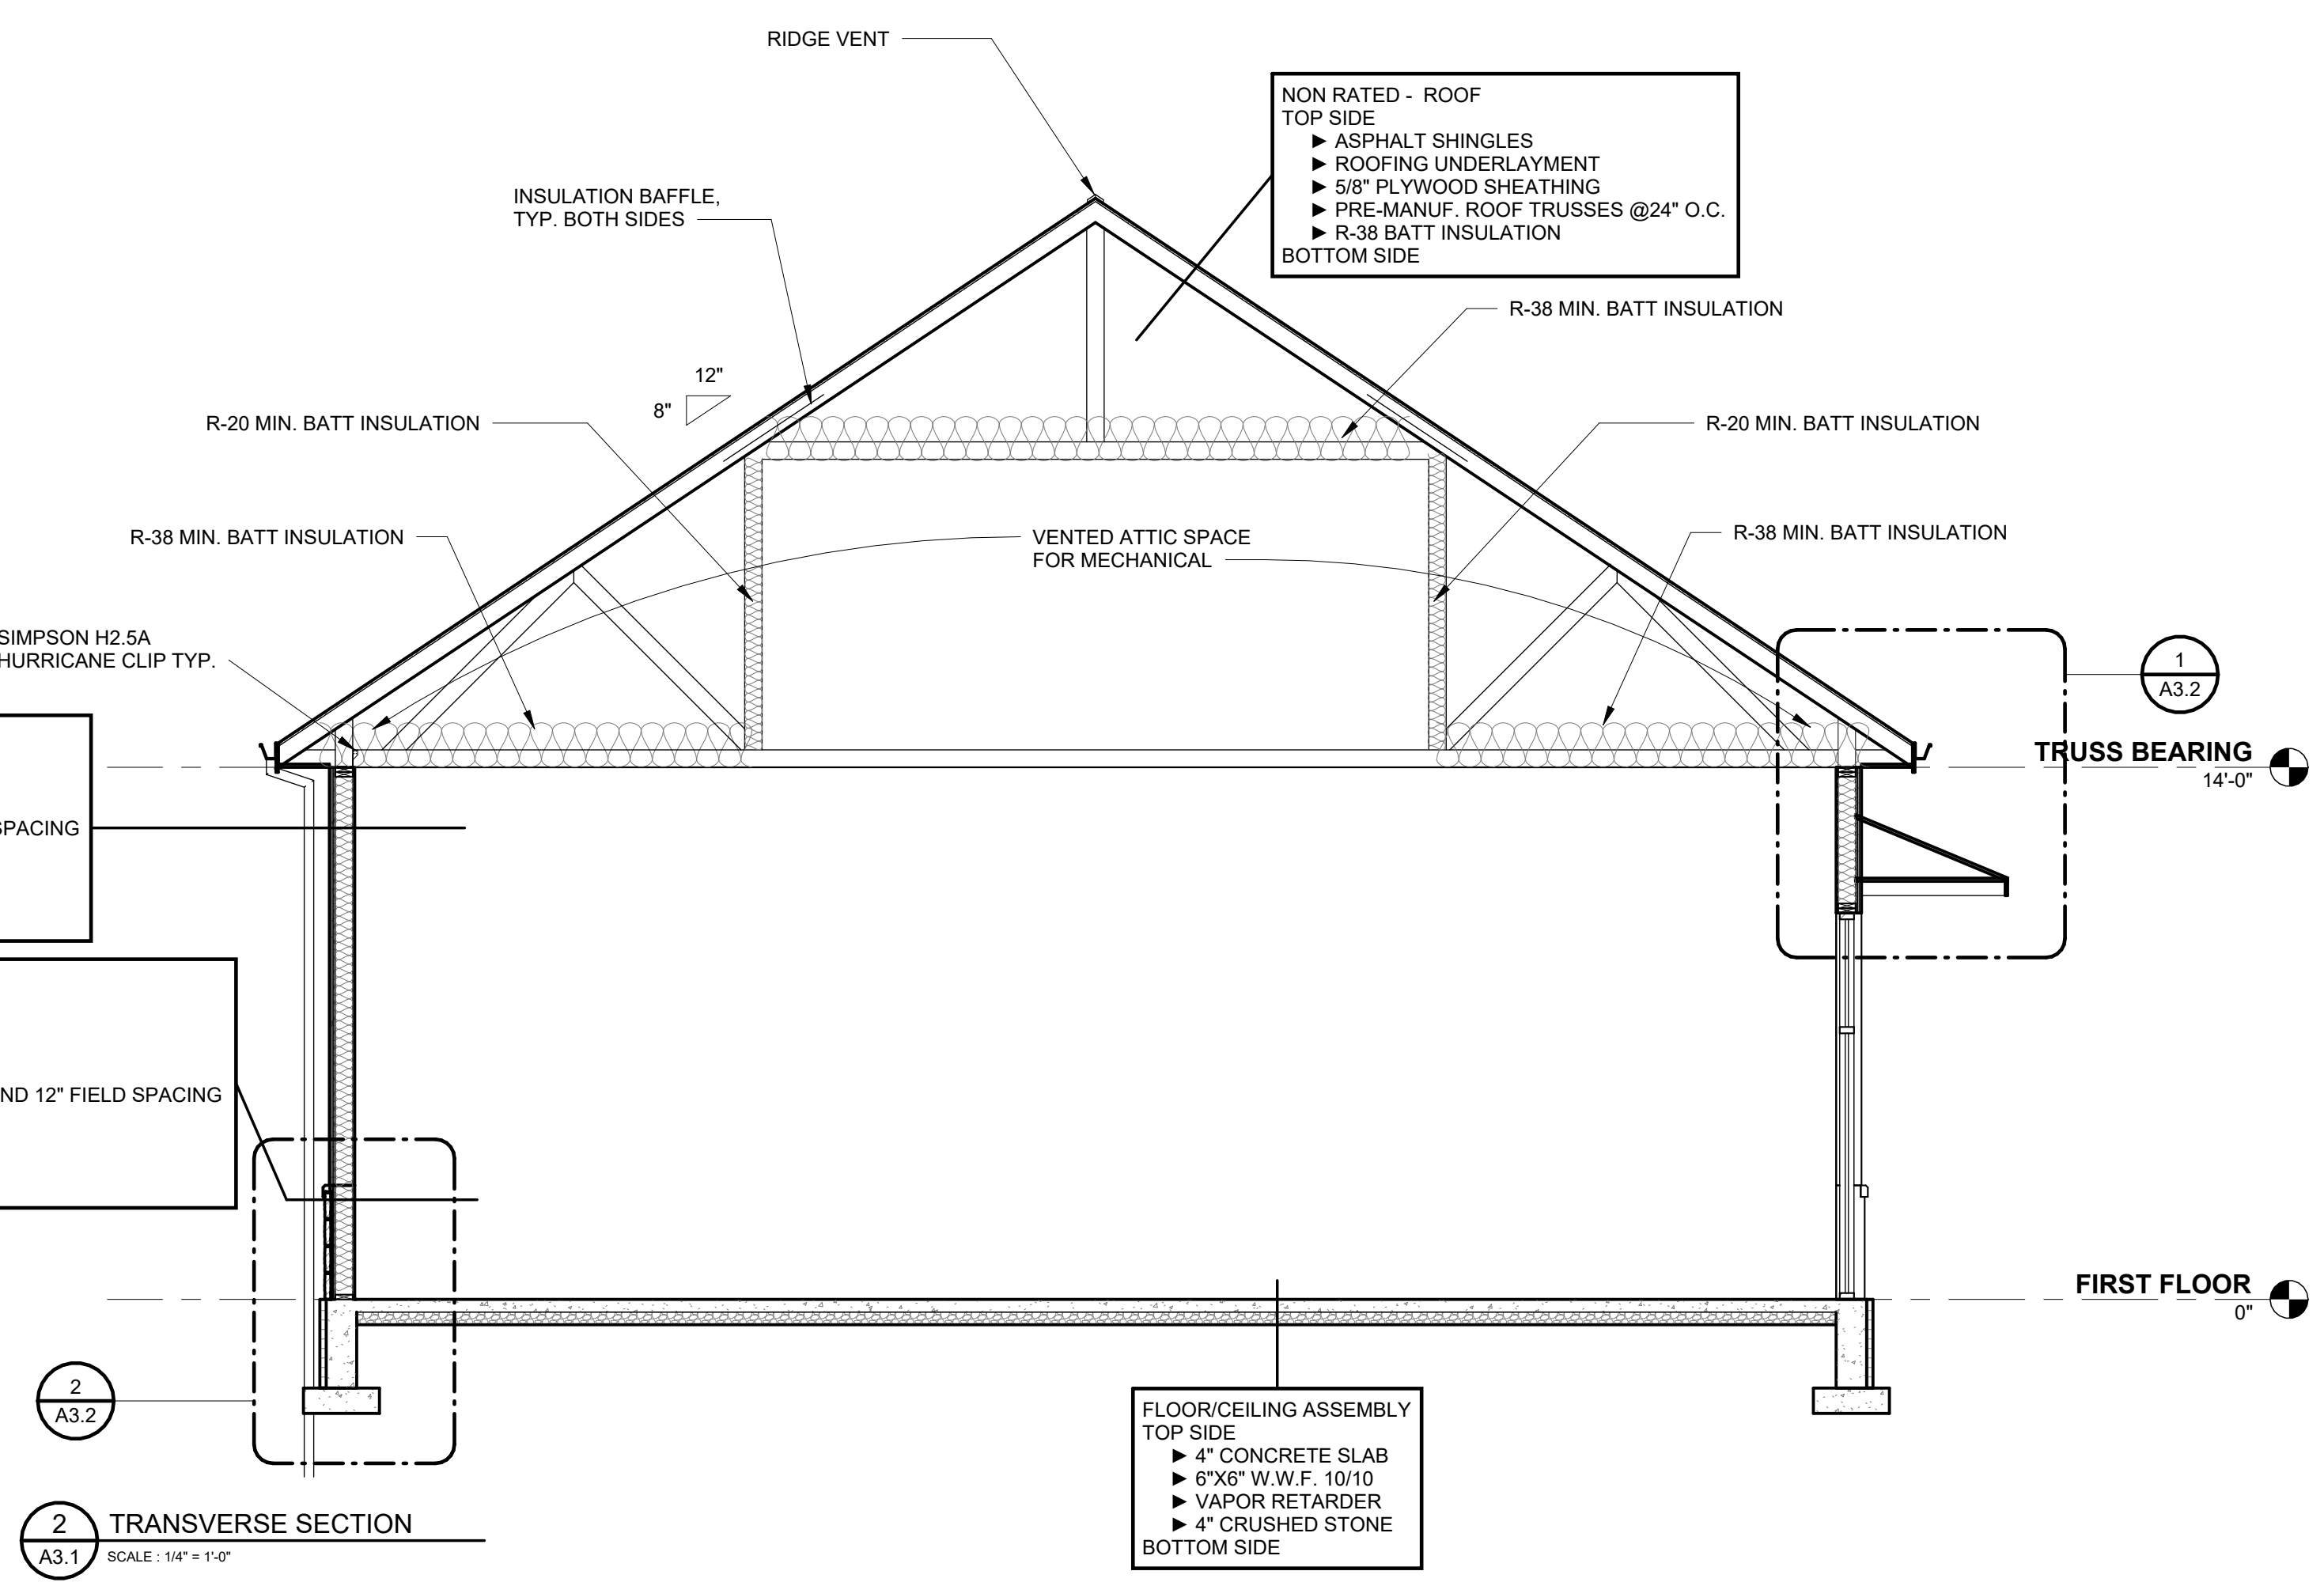 RIDGE VENT
NON RATED - ROOF
TOP SIDE
► ASPHALT SHINGLES
► ROOFING UNDERLAYMENT
► 5/8" PLYWOOD SHEATHING
► PRE-MANUF. ROOF TRUSSES @24" O.C.
► R-38 BATT INSULATION
BOTTOM SIDE
INSULATION BAFFLE,
TYP. BOTH SIDES
R-38 MIN. BATT INSULATION
12"
8"
R-20 MIN. BATT INSULATION
R-20 MIN. BATT INSULATION
R-38 MIN. BATT INSULATION
VENTED ATTIC SPACE
FOR MECHANICAL
R-38 MIN. BATT INSULATION
SIMPSON H2.5A
HURRICANE CLIP TYP.
1
A3.2
TRUSS BEARING
14'-0"
SPACING
ND 12" FIELD SPACING
FIRST FLOOR
0"
2
A3.2
FLOOR/CEILING ASSEMBLY
TOP SIDE
► 4" CONCRETE SLAB
► 6"X6" W.W.F. 10/10
► VAPOR RETARDER
► 4" CRUSHED STONE
BOTTOM SIDE
2
A3.1
TRANSVERSE SECTION
SCALE : 1/4" = 1'-0"